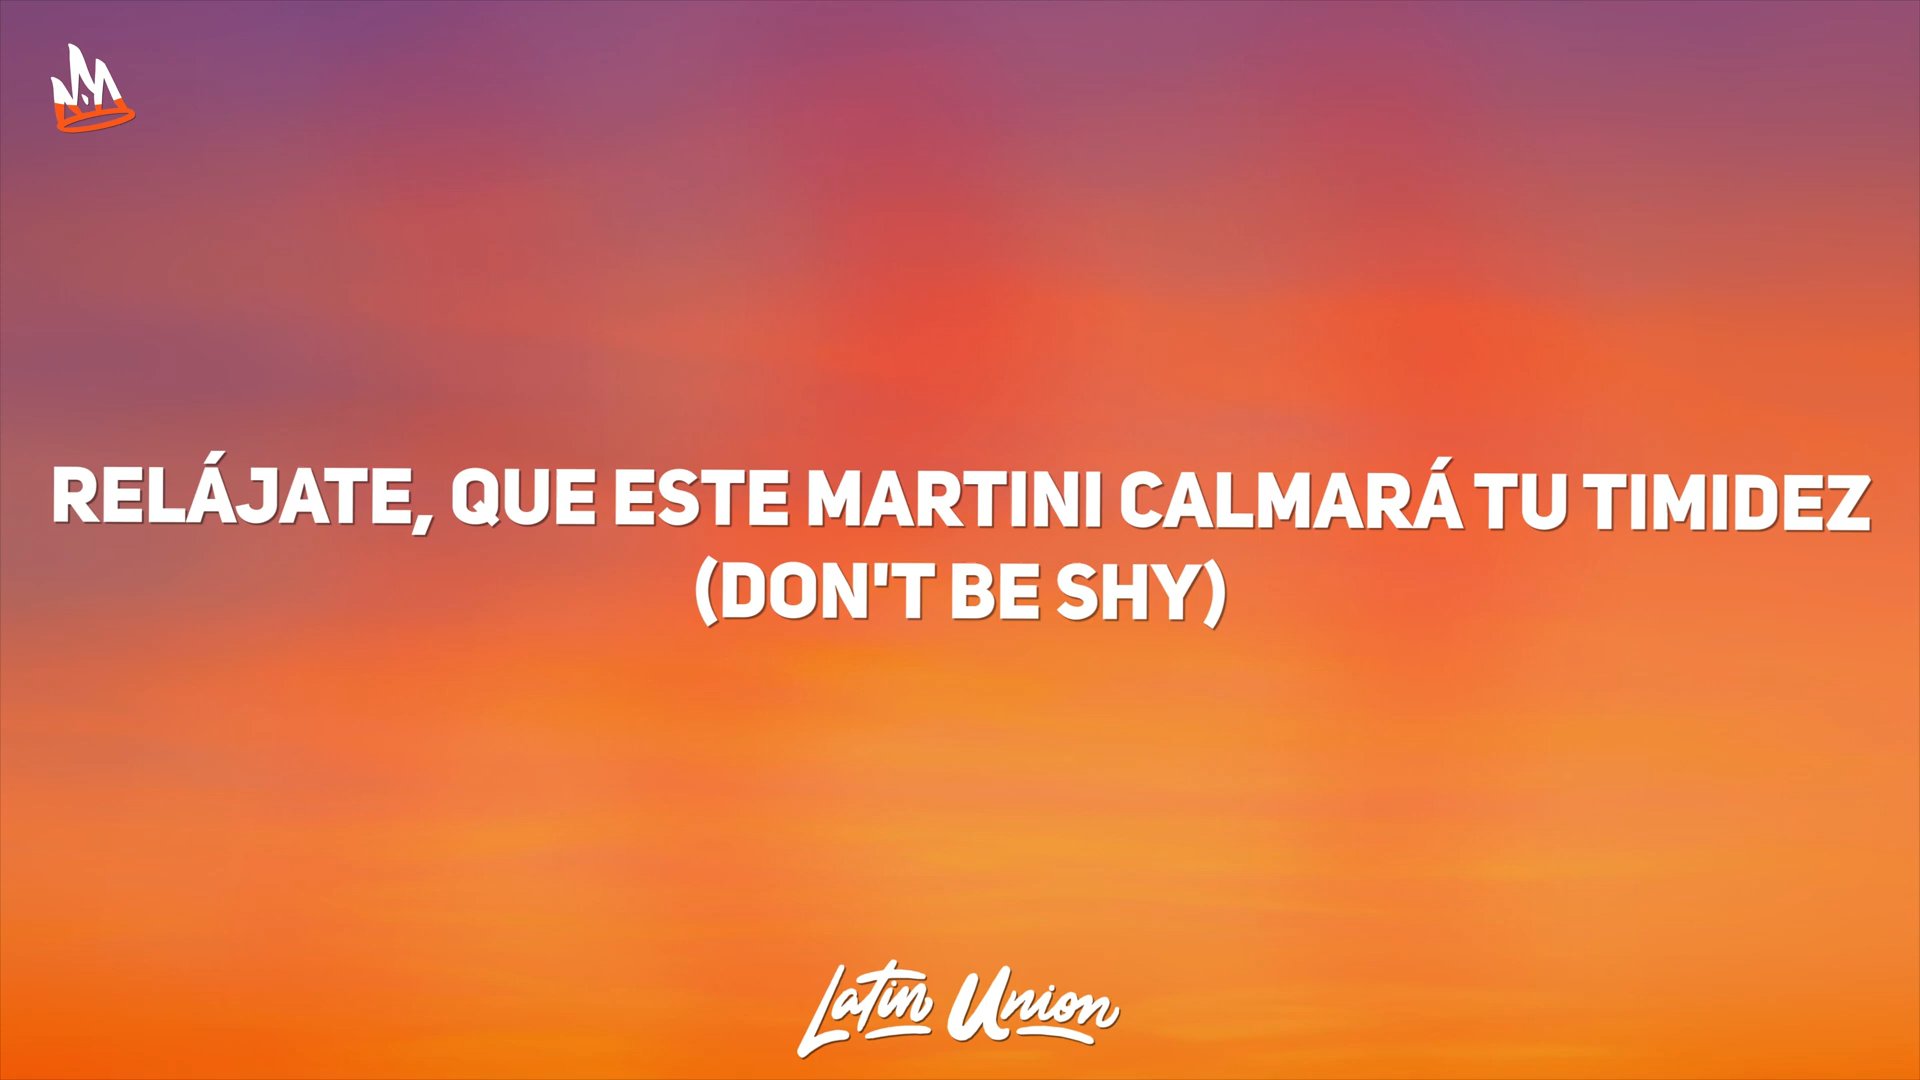 RELÁJATE, QUE ESTE MARTINI CALMARÁ TU TIMIDEZ
(DON'T BE SHY)
Latin Union